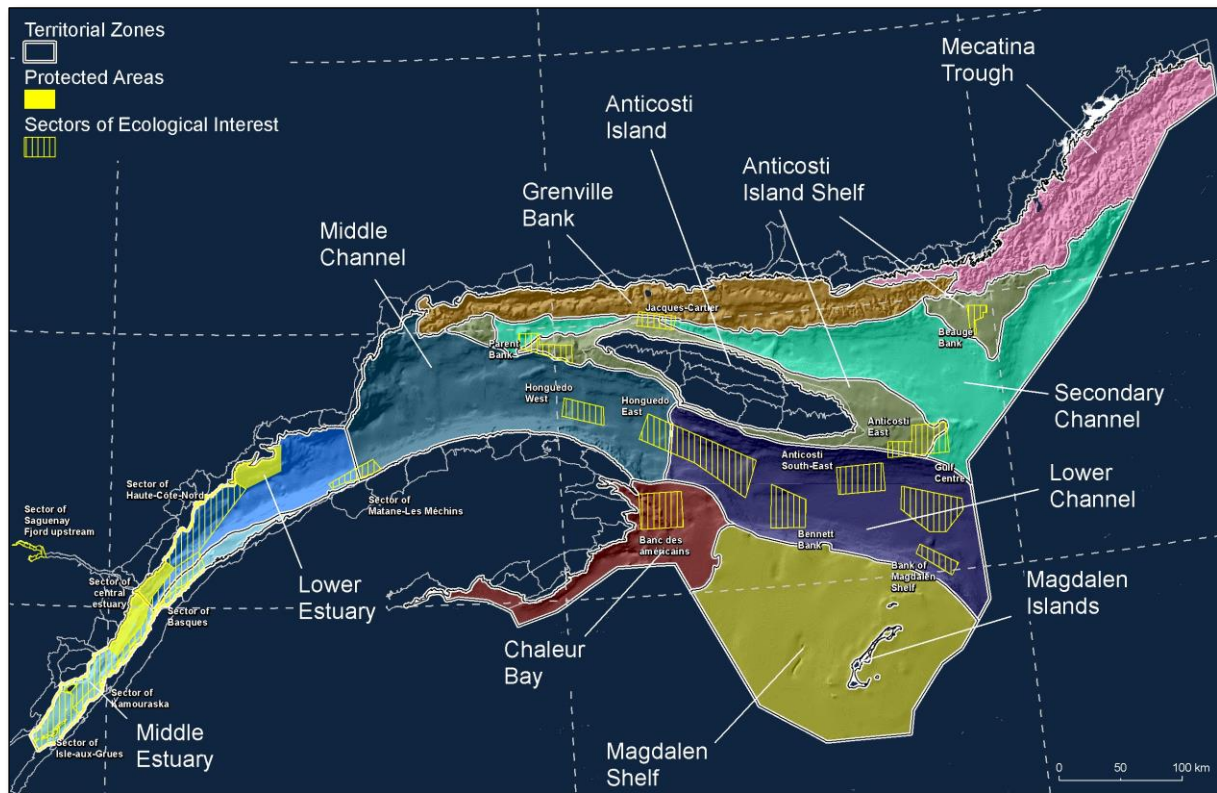 Territorial Zones
Protected Areas
Sectors of Ecological Interest
Mecatina
Trough
Anticosti
Island
Anticosti
Island Shelf
Grenville
Bank
Middle
Channel
Jacques-Cartier
Beaugé
Bank
Parent
Bank
Honguedo
West
Honguedo
East
Secondary
Channel
Anticosti
East
Anticosti
South-East
Gulf
Centre
Lower
Channel
Sector of
Haute-Côte-Nord
Sector of
Matane-Les Méchins
Sector of
Saguenay
Fjord upstream
Bennett
Bank
Banc des
américains
Bank of
Magdalen
Shelf
Magdalen
Islands
Sector of
central
estuary
Sector of
Basques
Lower
Estuary
Chaleur
Bay
Sector of
Kamouraska
Middle
Estuary
Sector of
Isle-aux-Grues
Magdalen
Shelf
0 50 100 km